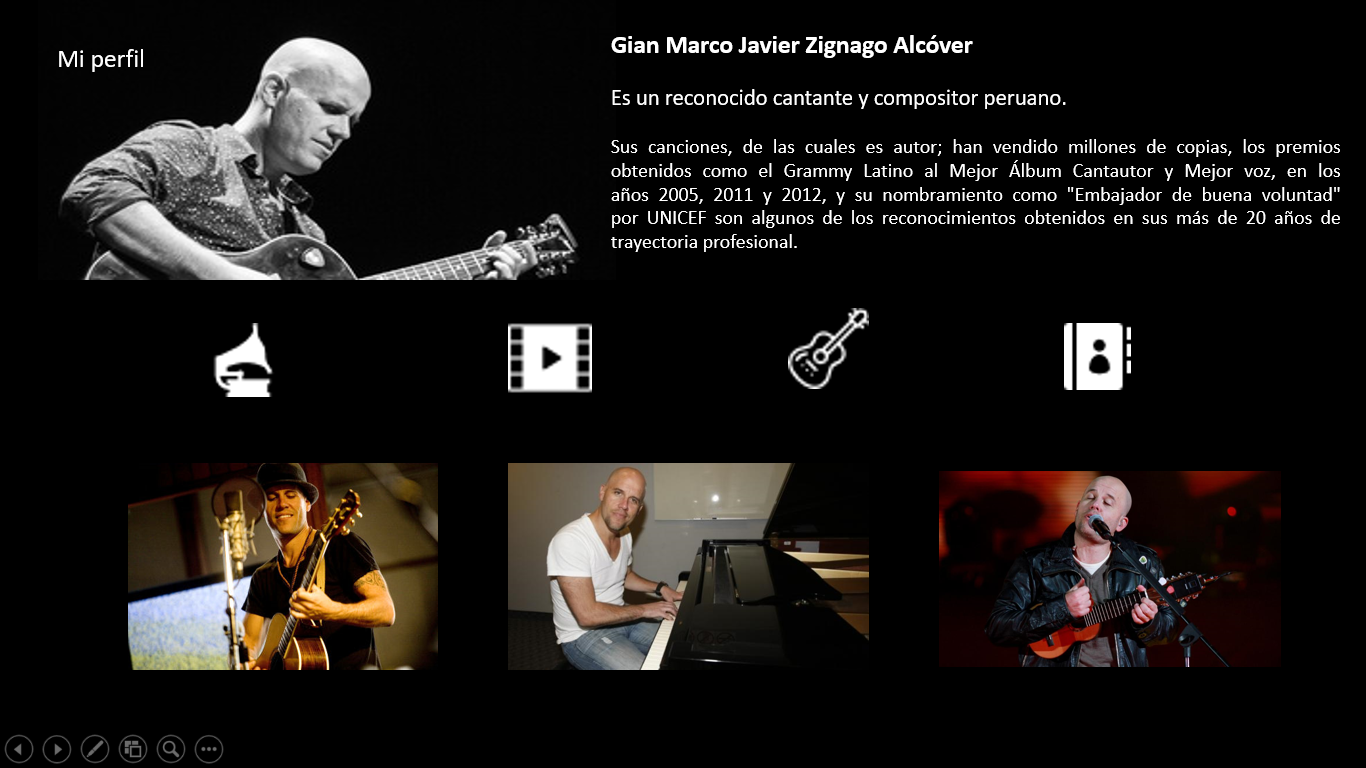 Mi perfil
Gian Marco Javier Zignago Alcóver
Es un reconocido cantante y compositor peruano.
Sus canciones, de las cuales es autor; han vendido millones de copias, los premios
obtenidos como el Grammy Latino al Mejor Álbum Cantautor y Mejor voz, en los
años 2005, 2011 y 2012, y su nombramiento como "Embajador de buena voluntad"
por UNICEF son algunos de los reconocimientos obtenidos en sus más de 20 años de
trayectoria profesional.